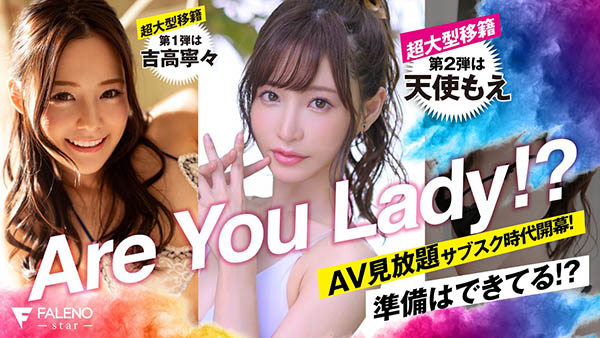 超大型移籍
第1弾は
吉高寧々
超大型移籍
第2弾は
天使もえ
Are You Lady!?
AV見放題サブスク時代開幕!
準備はできてる!?
FALENO
star